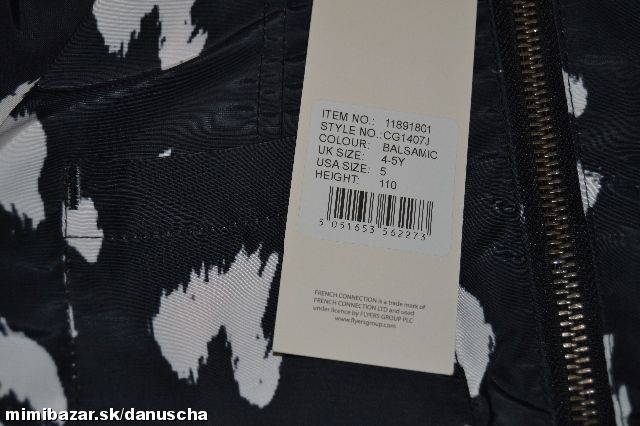 ITEM NO.: 11891801
STYLE NO.: CG1407J
COLOUR: BALSAMIC
UK SIZE: 4-5Y
USA SIZE: 5
HEIGHT: 110
5 051653 562273
FRENCH CONNECTION is a trade mark of
FRENCH CONNECTION LTD and used
under licence by FLYERS GROUP PLC
www.flyersgroup.com
mimibazar.sk/danuscha